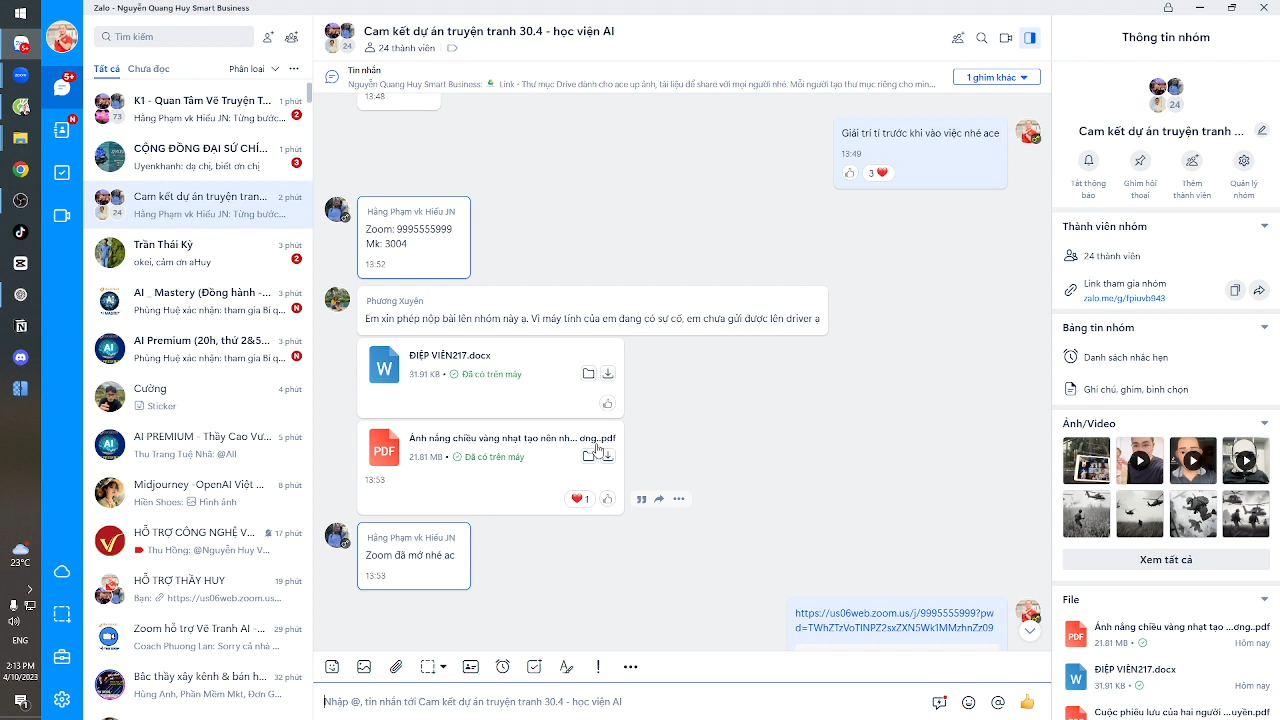 Zalo - Nguyễn Quang Huy Smart Business
Tìm kiếm
Tất cả Chưa đọc
Phân loại
K1 - Quan Tâm Vẽ Truyện T...
1 phút
Hằng Phạm vk Hiếu JN: Từng bước...
2
73
CỘNG ĐỒNG ĐẠI SỨ CHÍ...
1 phút
Uyenkhanh: dạ chị, biết ơn chị
3
Cam kết dự án truyện tran...
2 phút
Hằng Phạm vk Hiếu JN: Từng bước...
24
Trần Thái Kỳ
3 phút
okei, cảm ơn aHuy
2
AI _ Mastery (Đồng hành -...
3 phút
Phùng Huệ xác nhận: tham gia Bí q...
N
AI Premium (20h, thứ 2&5...
3 phút
Phùng Huệ xác nhận: tham gia Bí q...
N
Cường
4 phút
Sticker
AI PREMIUM - Thầy Cao Vư...
5 phút
Thu Trang Tuệ Nhã: @All
Midjourney -OpenAI Việt ...
8 phút
Hiền Shoes: Hình ảnh
HỖ TRỢ CÔNG NGHỆ V...
17 phút
Thu Hồng: @Nguyễn Huy V...
HỖ TRỢ THẦY HUY
19 phút
Bạn: https://us06web.zoom.us...
Zoom hỗ trợ Vẽ Tranh AI -...
29 phút
Coach Phuong Lan: Sorry cả nhà ...
Bác thầy xây kênh & bán h...
32 phút
Hùng Anh, Phần Mềm Mkt, Đơn G...
5+
N
ENG
2:13 PM
Cam kết dự án truyện tranh 30.4 - học viện AI
24
24 thành viên
Tin nhắn
Nguyễn Quang Huy Smart Business: Link - Thư mục Drive dành cho ace up ảnh, tài liệu để share với mọi người nhé. Mỗi người tạo thư mục riêng cho min...
1 ghim khác
13:48
Giải trí tí trước khi vào việc nhé ace
13:49
3
Hằng Phạm vk Hiếu JN
Zoom: 9995555999
Mk: 3004
13:52
Phương Xuyên
Em xin phép nộp bài lên nhóm này ạ. Vì máy tính của em đang có sự cố, em chưa gửi được lên driver ạ
W
ĐIỆP VIÊN217.docx
31.91 KB • Đã có trên máy
PDF
Ánh nắng chiều vàng nhạt tạo nên nh... ơng..pdf
21.81 MB • Đã có trên máy
13:53
1
Hằng Phạm vk Hiếu JN
Zoom đã mở nhé ac
13:53
https://us06web.zoom.us/j/9995555999?pw
d=TWhZTzVoTlNPZ2sxZXN5Wk1MMzhnZz09
Nhập @, tin nhắn tới Cam kết dự án truyện tranh 30.4 - học viện AI
Thông tin nhóm
24
Cam kết dự án truyện tranh ...
Tắt thông
báo
Ghim hội
thoại
Thêm
thành viên
Quản lý
nhóm
Thành viên nhóm
24 thành viên
Link tham gia nhóm
zalo.me/g/fpiuvb943
Bảng tin nhóm
Danh sách nhắc hẹn
Ghi chú, ghim, bình chọn
Ảnh/Video
Xem tất cả
File
PDF
Ánh nắng chiều vàng nhạt tạo ...ơng..pdf
21.81 MB •
Hôm nay
W
ĐIỆP VIÊN217.docx
31.91 KB •
Hôm nay
PDF
Cuộc phiêu lưu của hai người ...uyền.pdf